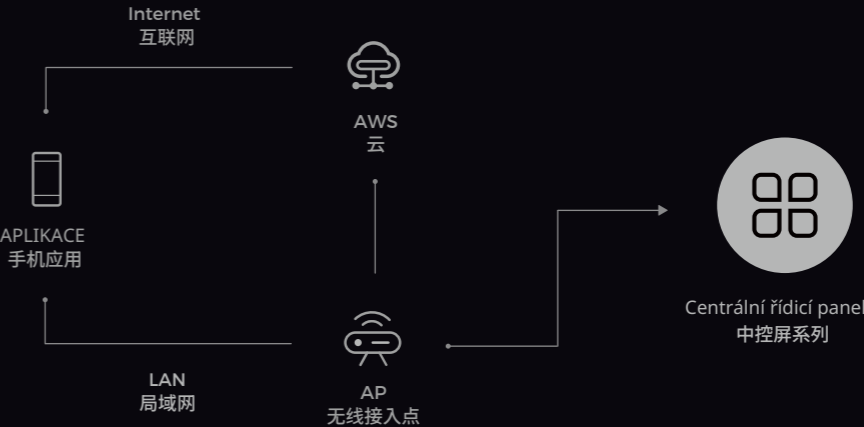 Internet
互联网
AWS
云
APLIKACE
手机应用
Centrální řídicí panel
中控屏系列
LAN
局域网
AP
无线接入点